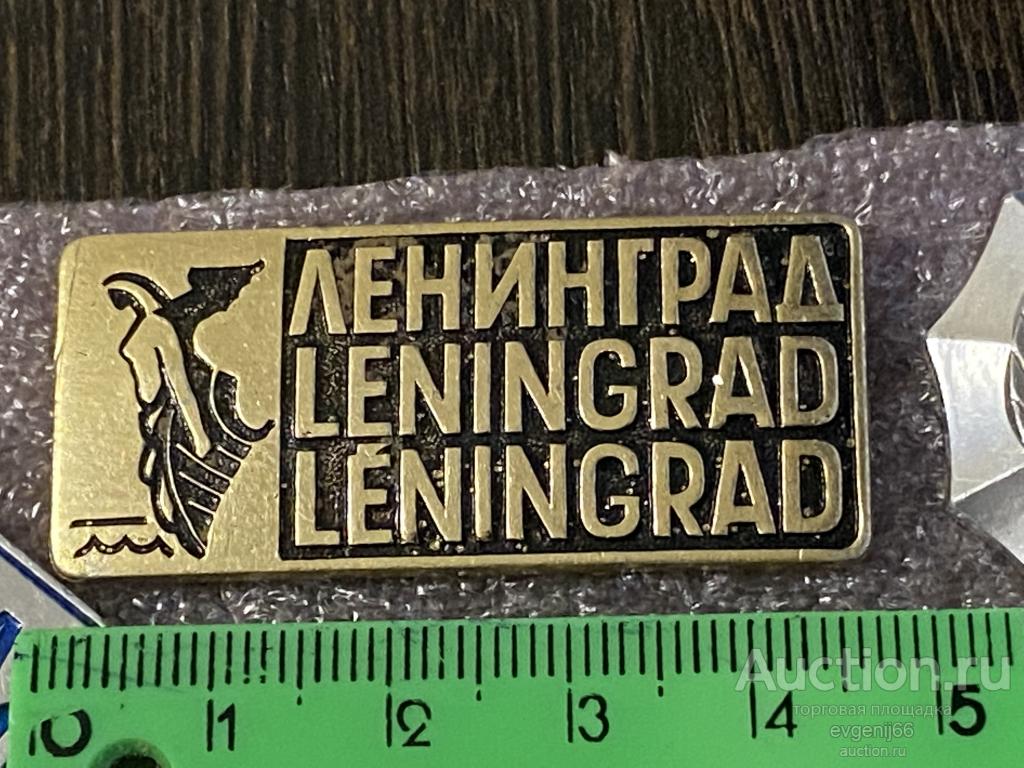 ЛЕНИНГРАД
LENINGRAD
LÉNINGRAD
0 1 2 3 4 5
Auction.ru
торговая площадка
evgenij66
auction.ru